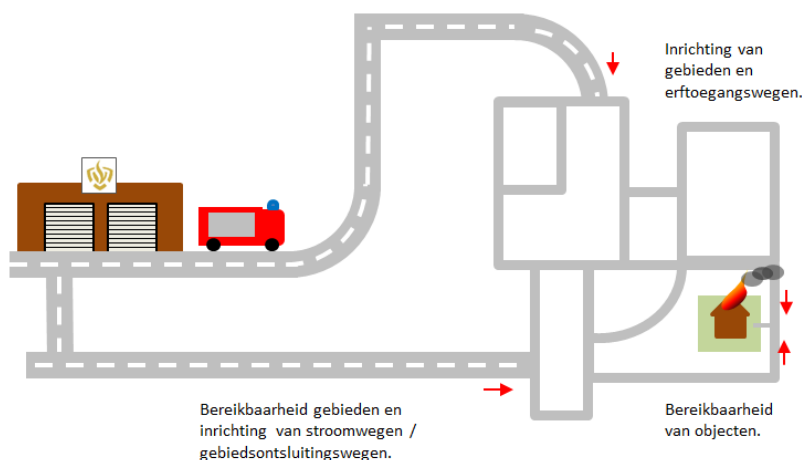 Inrichting van
gebieden en
erftoegangswegen.
Bereikbaarheid gebieden en
inrichting van stroomwegen /
gebiedsontsluitingswegen.
Bereikbaarheid
van objecten.